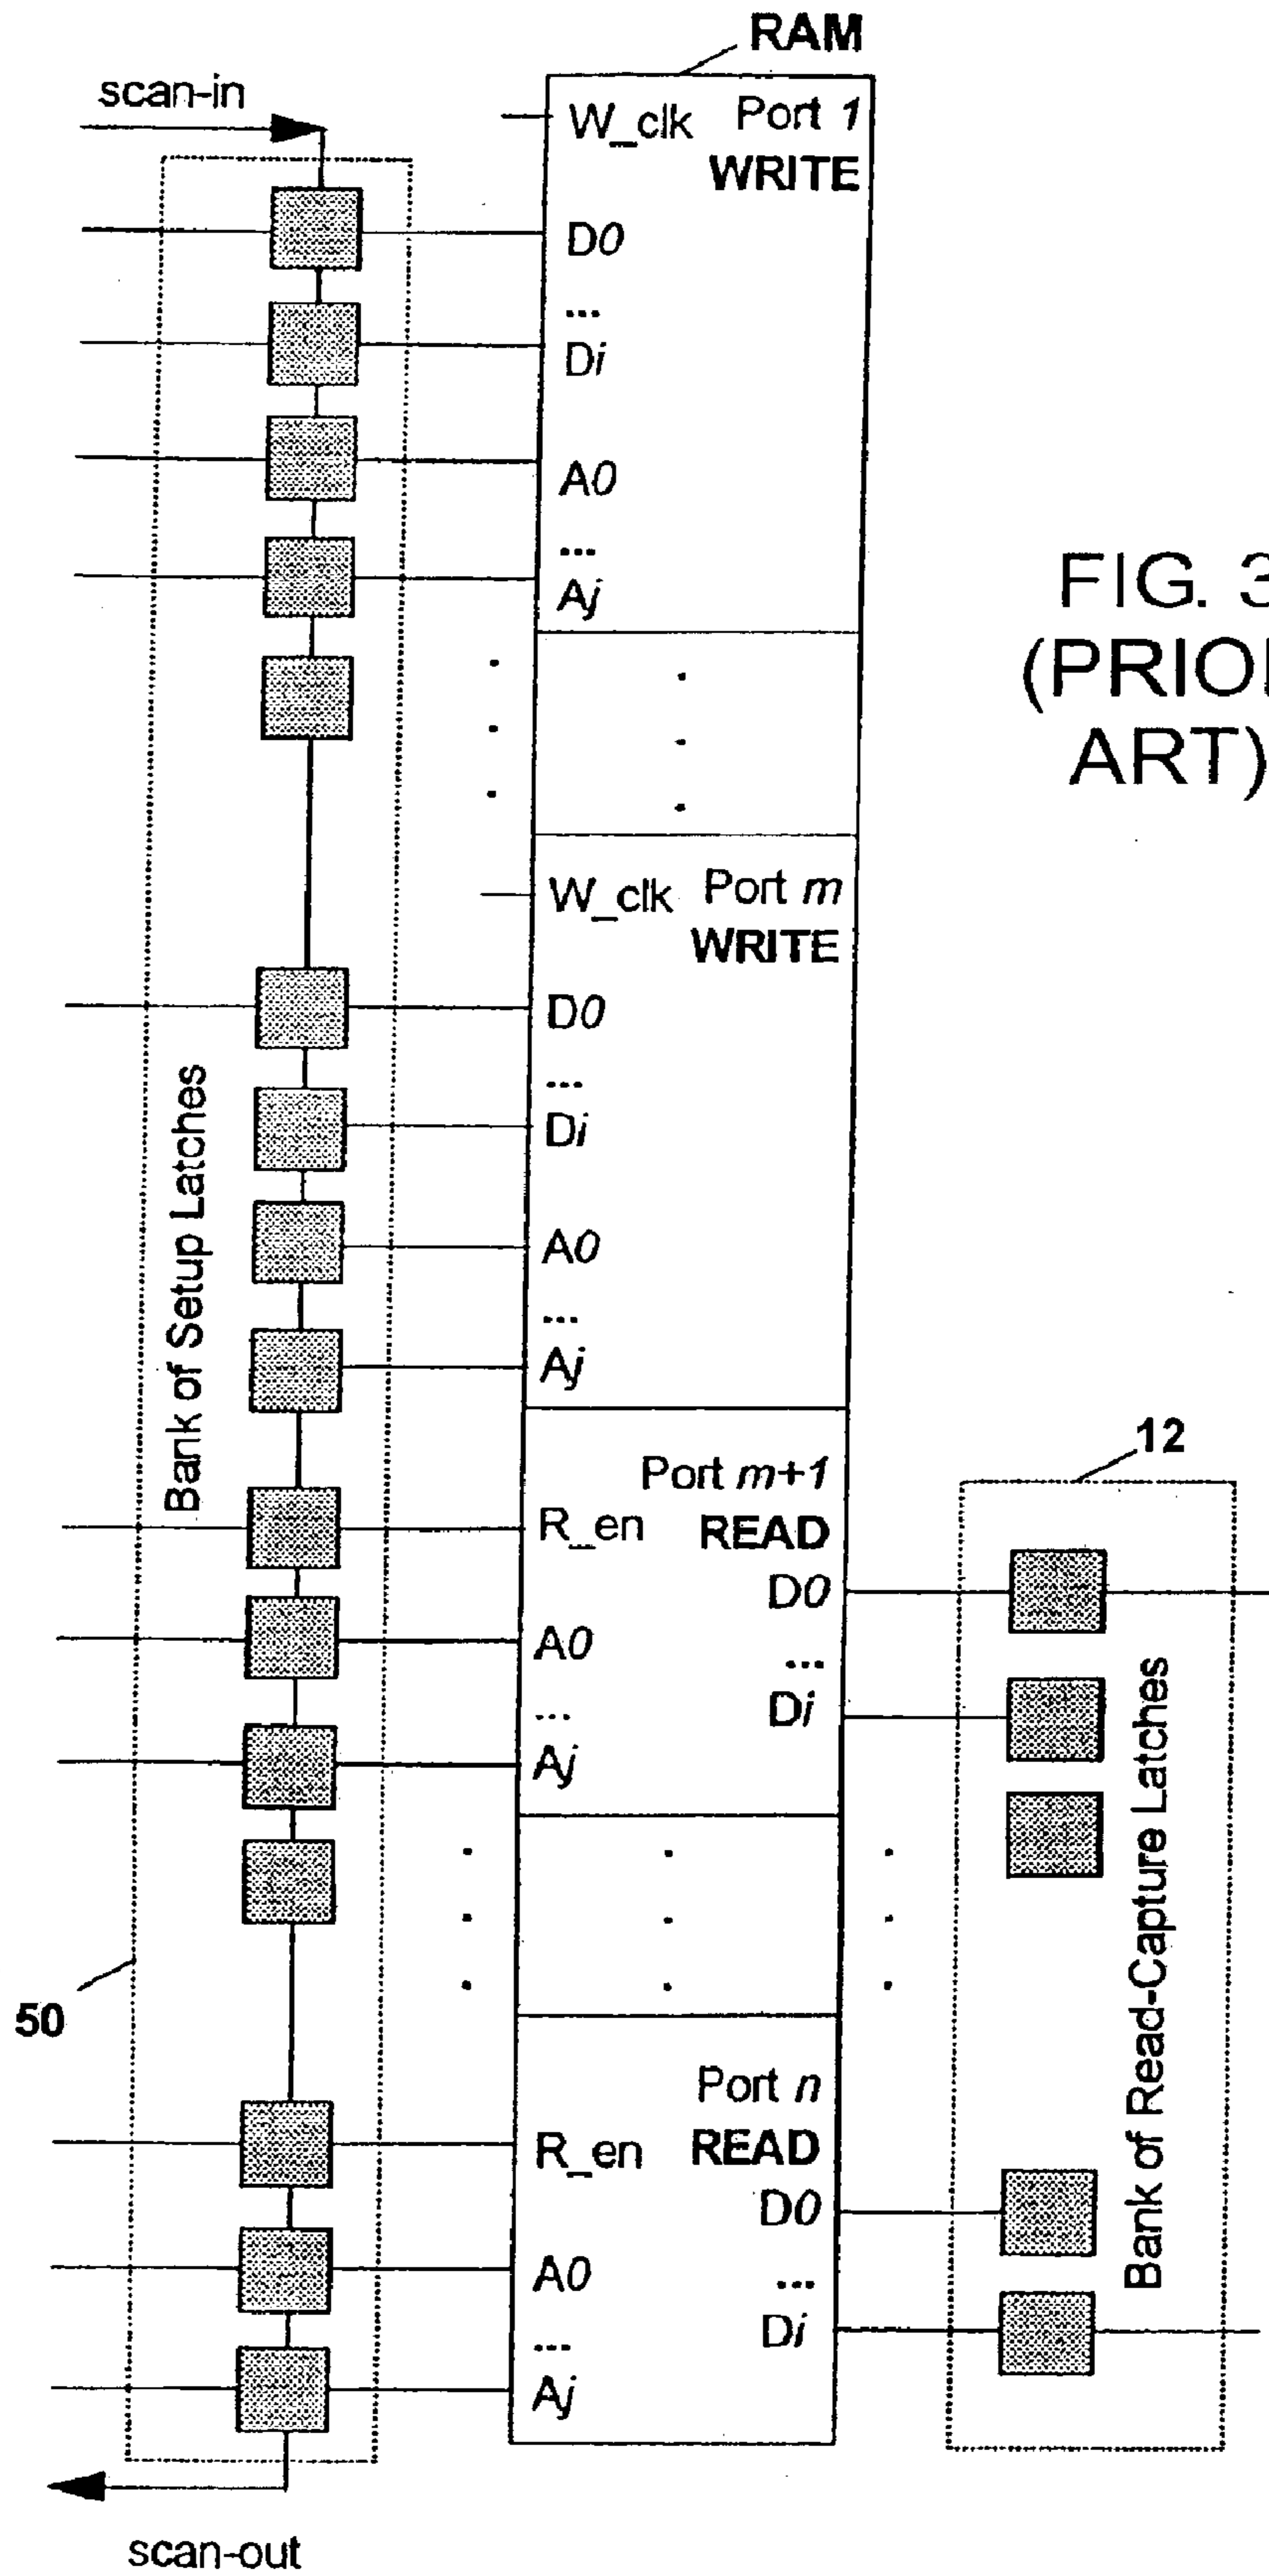 RAM
scan-in
W_clk Port 1
WRITE
D0
...
Di
A0
...
Aj
FIG. 3
(PRIOR
ART)
W_clk Port m
WRITE
D0
...
Di
A0
...
Aj
Bank of Setup Latches
Port m+1
R_en READ
D0
A0
...
Di
...
Aj
12
Bank of Read-Capture Latches
50
Port n
R_en READ
D0
A0
...
Di
...
Aj
scan-out